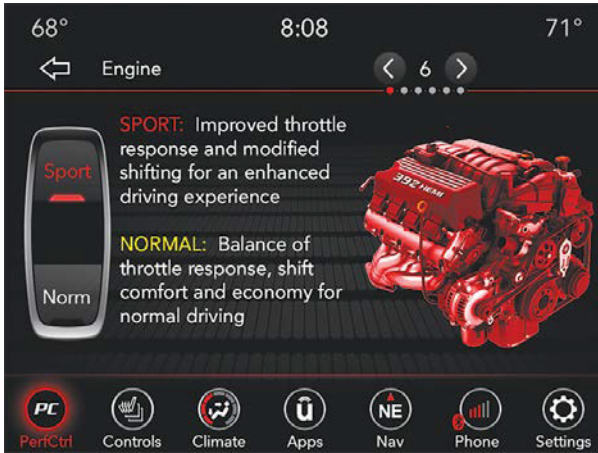 68°
8:08
71°
Engine
6
SPORT: Improved throttle
response and modified
shifting for an enhanced
driving experience
Sport
392 HEMI
NORMAL: Balance of
throttle response, shift
comfort and economy for
normal driving
Norm
PC
û
NE
PerfCtrl
Controls
Climate
Apps
Nav
Phone
Settings